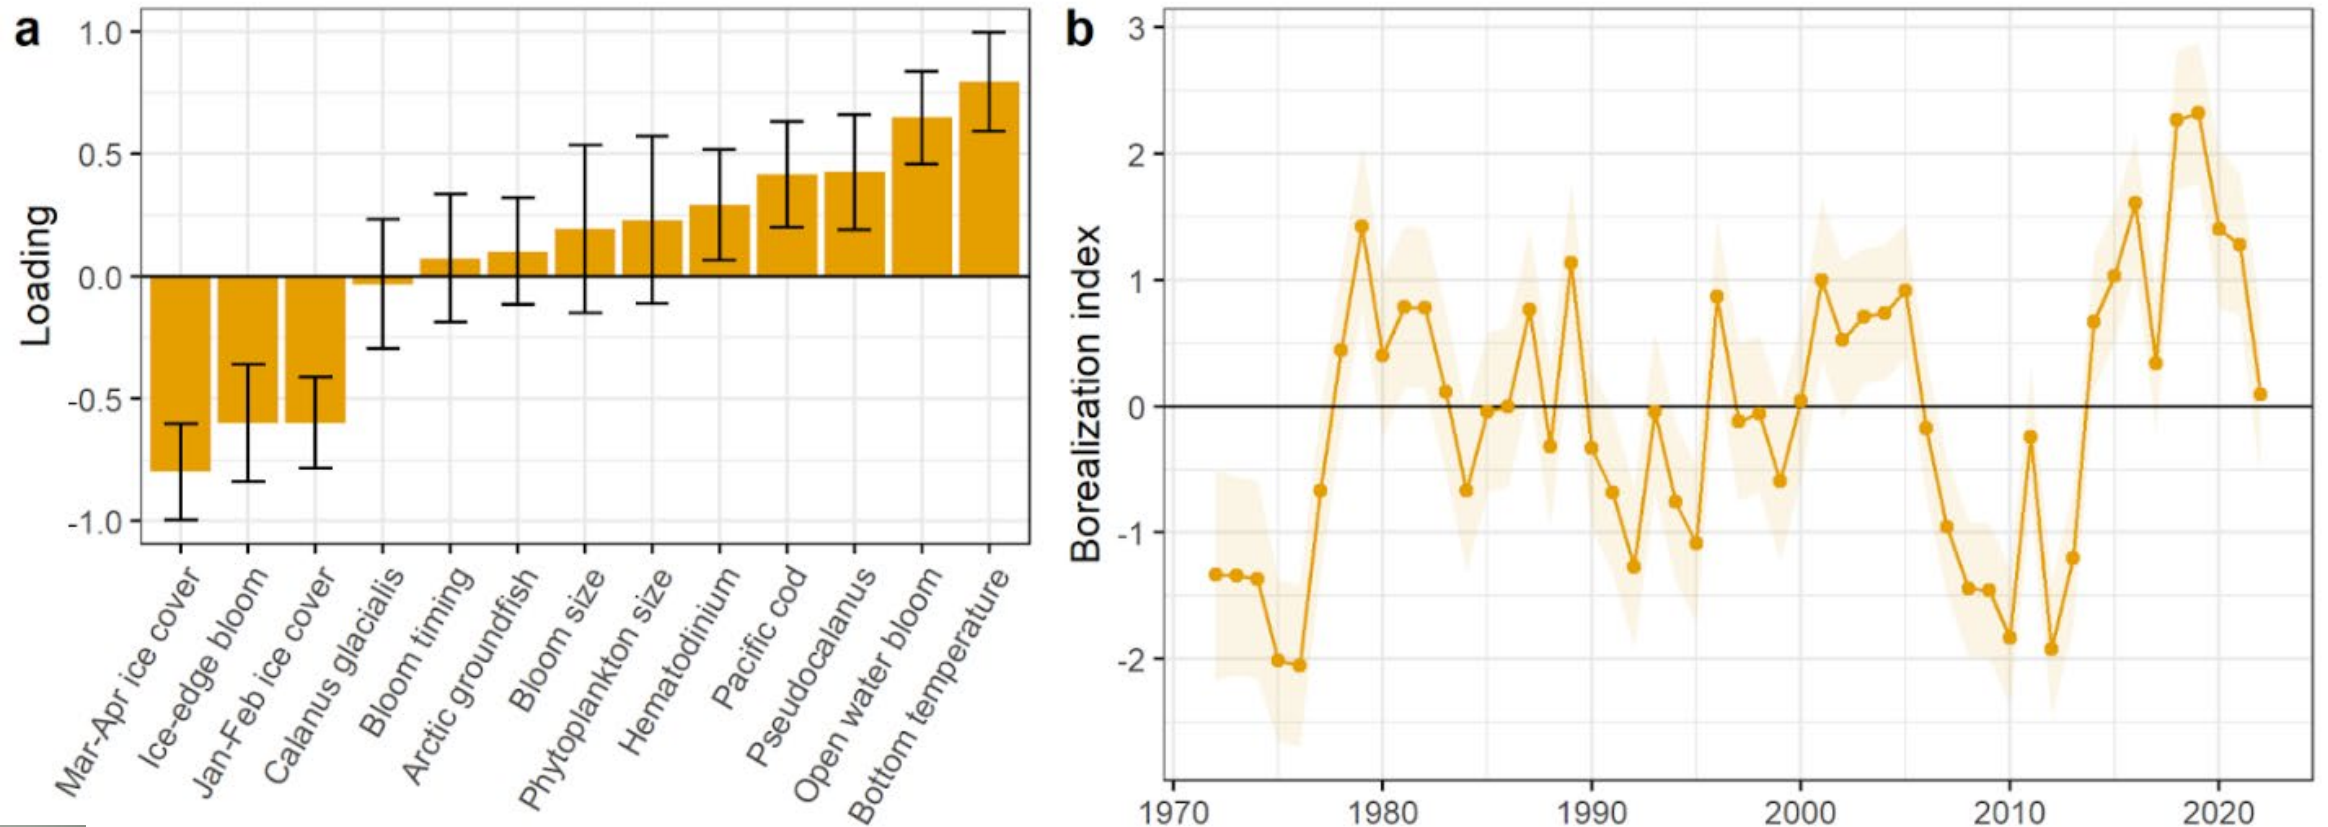 a
1.0
0.5
0.0
-0.5
-1.0
Loading
Mar-Apr ice cover
Ice-edge bloom
Jan-Feb ice cover
Calanus glacialis
Bloom timing
Arctic groundfish
Bloom size
Phytoplankton size
Hematodinium
Pacific cod
Pseudocalanus
Open water bloom
Bottom temperature
b
3
2
1
0
-1
-2
Borealization index
1970 1980 1990 2000 2010 2020